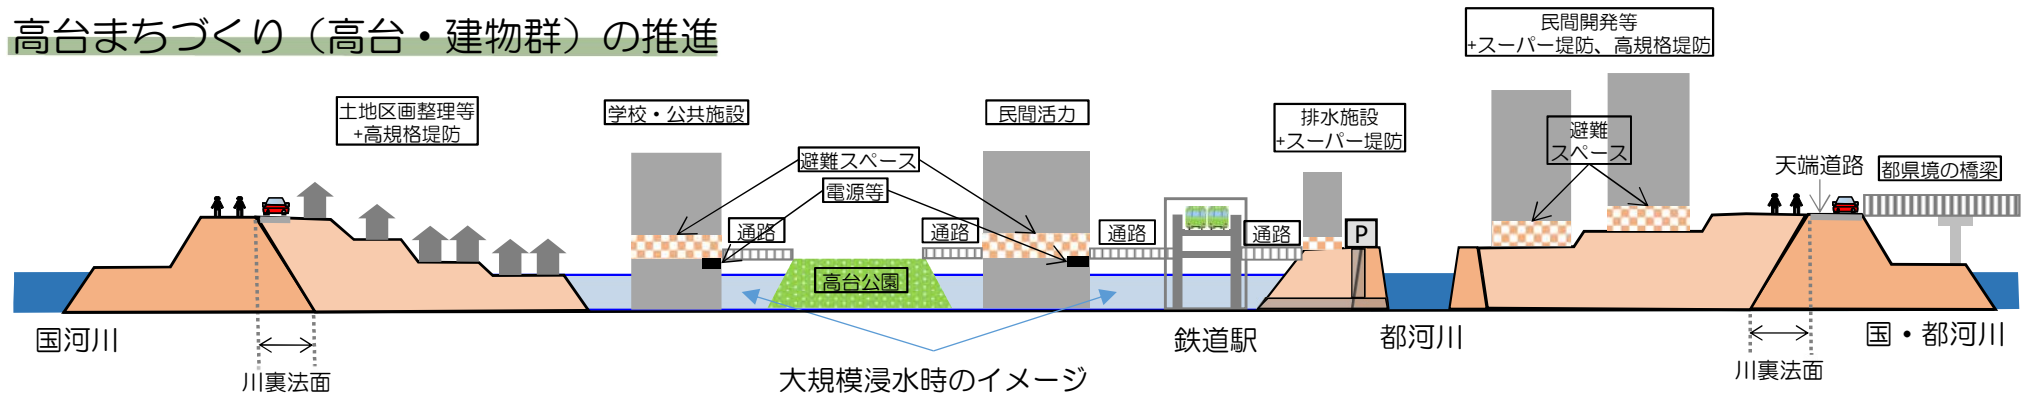 高台まちづくり（高台・建物群）の推進
民間開発等
+スーパー堤防、高規格堤防
土地区画整理等
+高規格堤防
学校・公共施設
民間活力
排水施設
+スーパー堤防
避難スペース
電源等
避難
スペース
天端道路
都県境の橋梁
通路
通路
通路
通路
P
高台公園
国河川
鉄道駅
都河川
国・都河川
川裏法面
大規模浸水時のイメージ
川裏法面